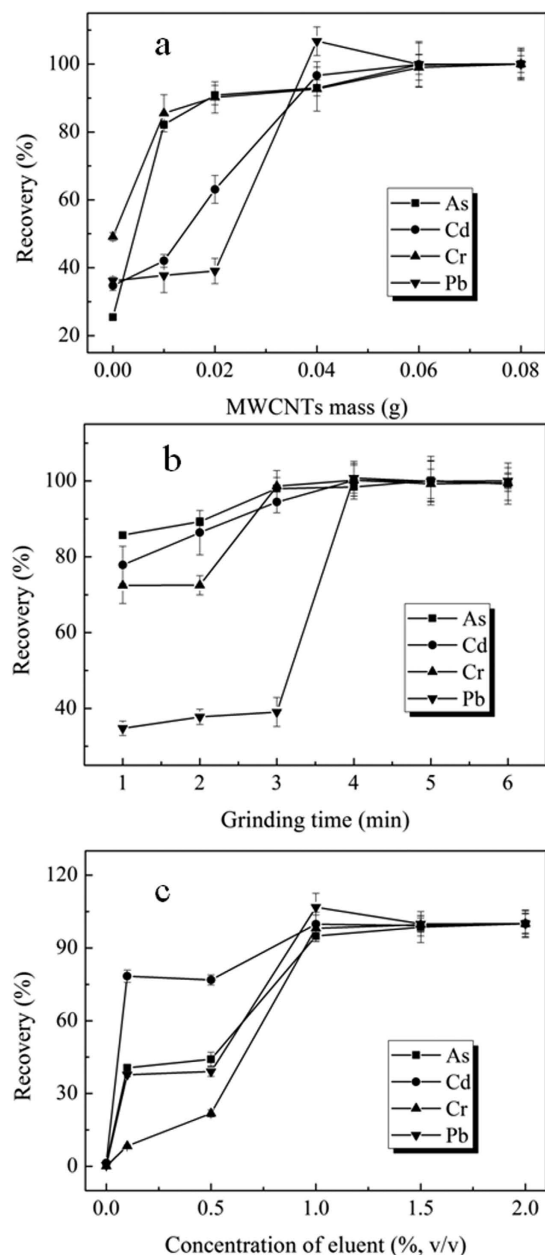 a
100
80
60
40
20
Recovery (%)
As
Cd
Cr
Pb
0.00 0.02 0.04 0.06 0.08
MWCNTs mass (g)
b
100
80
60
40
Recovery (%)
As
Cd
Cr
Pb
1 2 3 4 5 6
Grinding time (min)
c
120
90
60
30
0
Recovery (%)
As
Cd
Cr
Pb
0.0 0.5 1.0 1.5 2.0
Concentration of eluent (%, v/v)